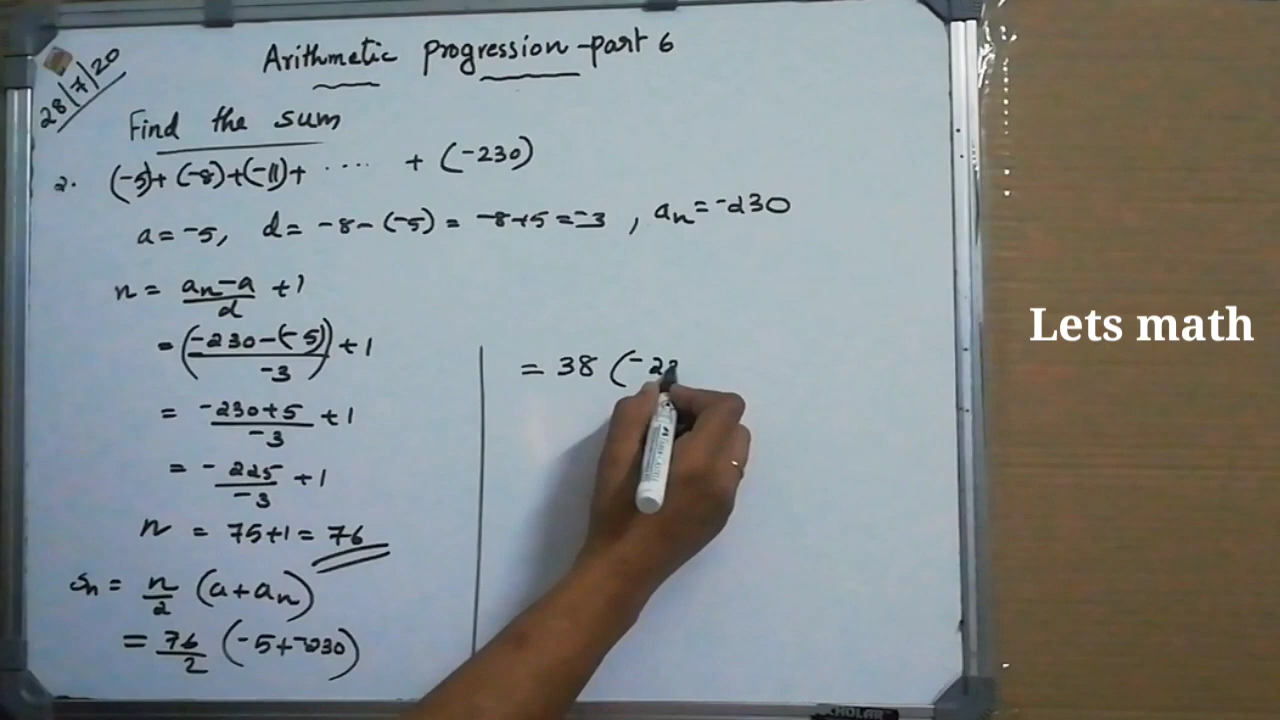 28/7/20
Arithmetic progression-part 6
Find the sum
2. (-5)+(-8)+(-11)+ .... + (-230)
a = -5, d = -8-(-5) = -8+5 = -3, aₙ = -230
n = (aₙ-a)/d + 1
= ((-230-(-5))/-3) + 1
= (-230+5)/-3 + 1
= -225/-3 + 1
n = 75+1 = 76
Sₙ = n/2 (a+aₙ)
= 76/2 (-5+-230)
= 38 (-23
Lets math